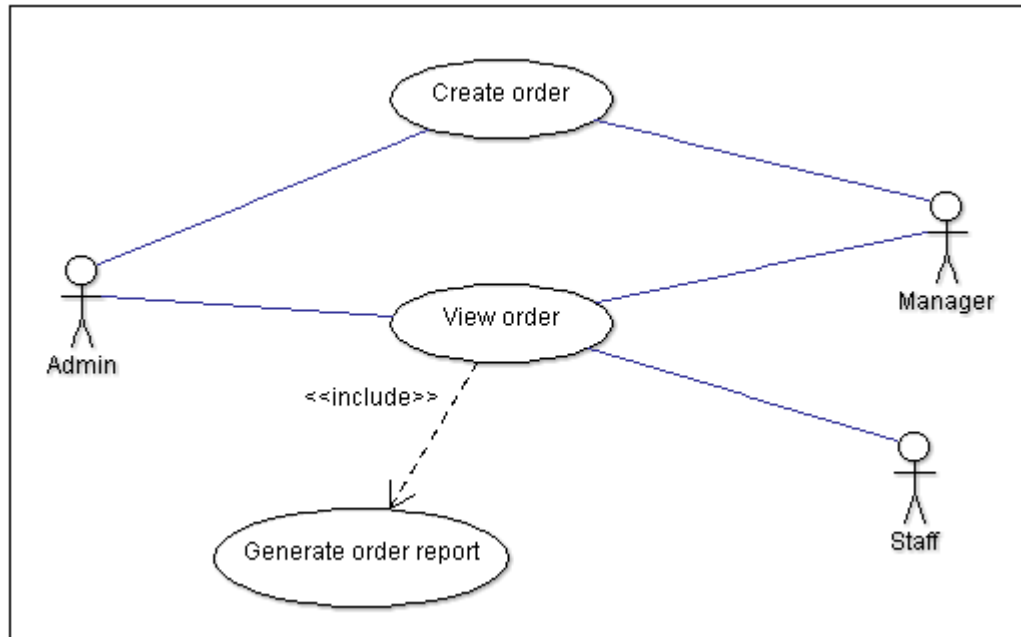 Create order
Manager
View order
Admin
<<include>>
Staff
Generate order report